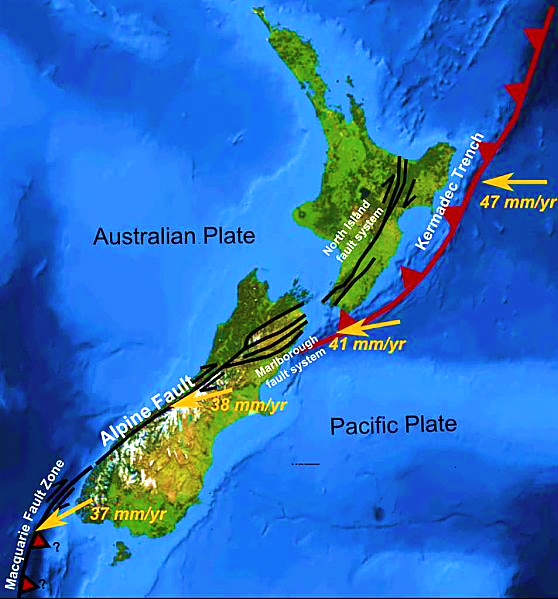 Kermadec Trench
47 mm/yr
North Island
fault system
Australian Plate
41 mm/yr
Marlborough
fault system
38 mm/yr
Alpine Fault
Pacific Plate
Macquarie Fault Zone
37 mm/yr
?
?